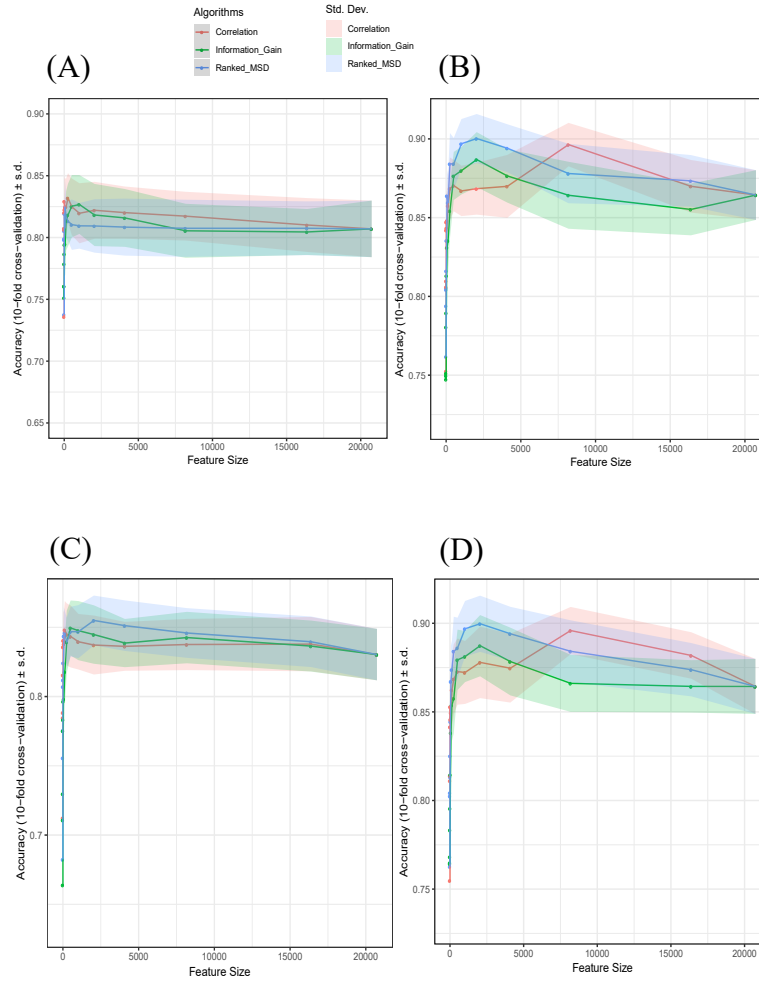 Algorithms
Correlation
Information_Gain
Ranked_MSD
Std. Dev.
Correlation
Information_Gain
Ranked_MSD
(A)
0.90
0.85
0.80
0.75
0.70
0.65
Accuracy (10−fold cross−validation) ± s.d.
0
5000
10000
15000
20000
Feature Size
(B)
0.90
0.85
0.80
0.75
Accuracy (10−fold cross−validation) ± s.d.
0
5000
10000
15000
20000
Feature Size
(C)
0.8
0.7
Accuracy (10−fold cross−validation) ± s.d.
0
5000
10000
15000
20000
Feature Size
(D)
0.90
0.85
0.80
0.75
Accuracy (10−fold cross−validation) ± s.d.
0
5000
10000
15000
20000
Feature Size